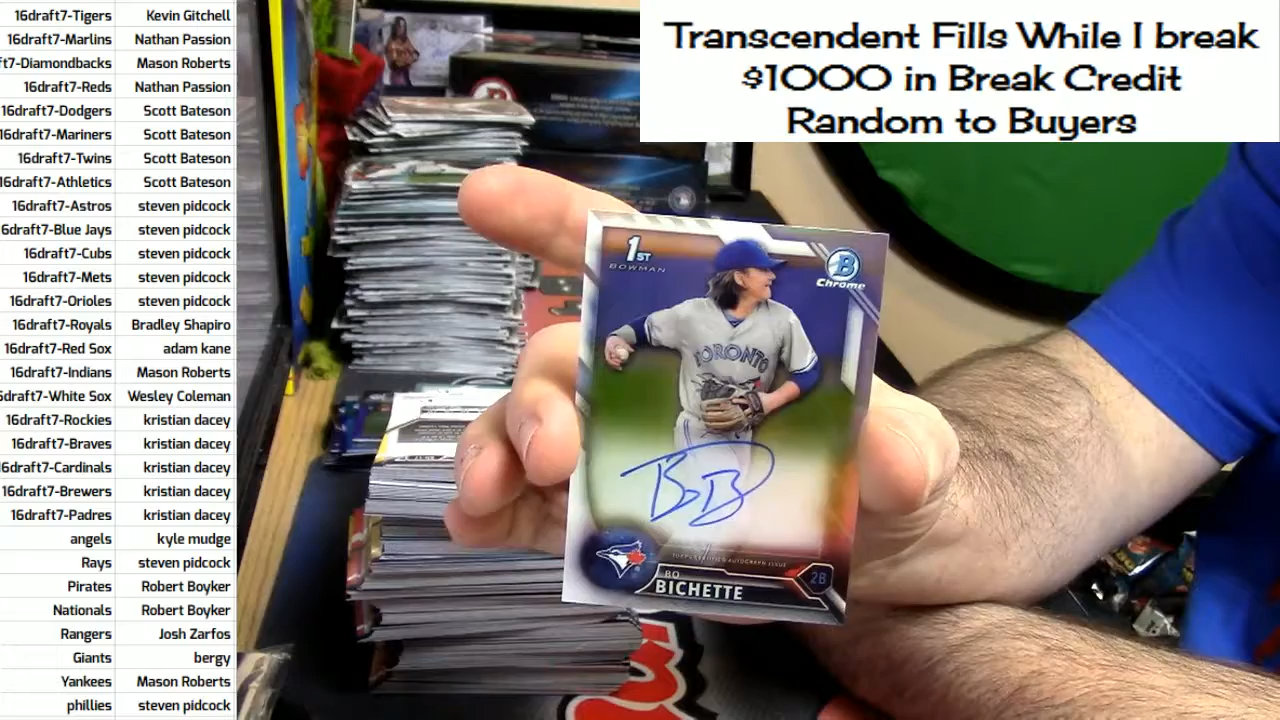 16draft7-Tigers Kevin Gitchell
16draft7-Marlins Nathan Passion
ft7-Diamondbacks Mason Roberts
16draft7-Reds Nathan Passion
16draft7-Dodgers Scott Bateson
16draft7-Mariners Scott Bateson
16draft7-Twins Scott Bateson
16draft7-Athletics Scott Bateson
16draft7-Astros steven pidcock
6draft7-Blue Jays steven pidcock
16draft7-Cubs steven pidcock
16draft7-Mets steven pidcock
16draft7-Orioles steven pidcock
16draft7-Royals Bradley Shapiro
16draft7-Red Sox adam kane
16draft7-Indians Mason Roberts
6draft7-White Sox Wesley Coleman
16draft7-Rockies kristian dacey
16draft7-Braves kristian dacey
6draft7-Cardinals kristian dacey
16draft7-Brewers kristian dacey
16draft7-Padres kristian dacey
angels kyle mudge
Rays steven pidcock
Pirates Robert Boyker
Nationals Robert Boyker
Rangers Josh Zarfos
Giants bergy
Yankees Mason Roberts
phillies steven pidcock
Transcendent Fills While I break
$1000 in Break Credit
Random to Buyers
1ST
BOWMAN
B
Chrome
TORONTO
BB
TOPPS CERTIFIED AUTOGRAPH ISSUE
BO
BICHETTE
2B